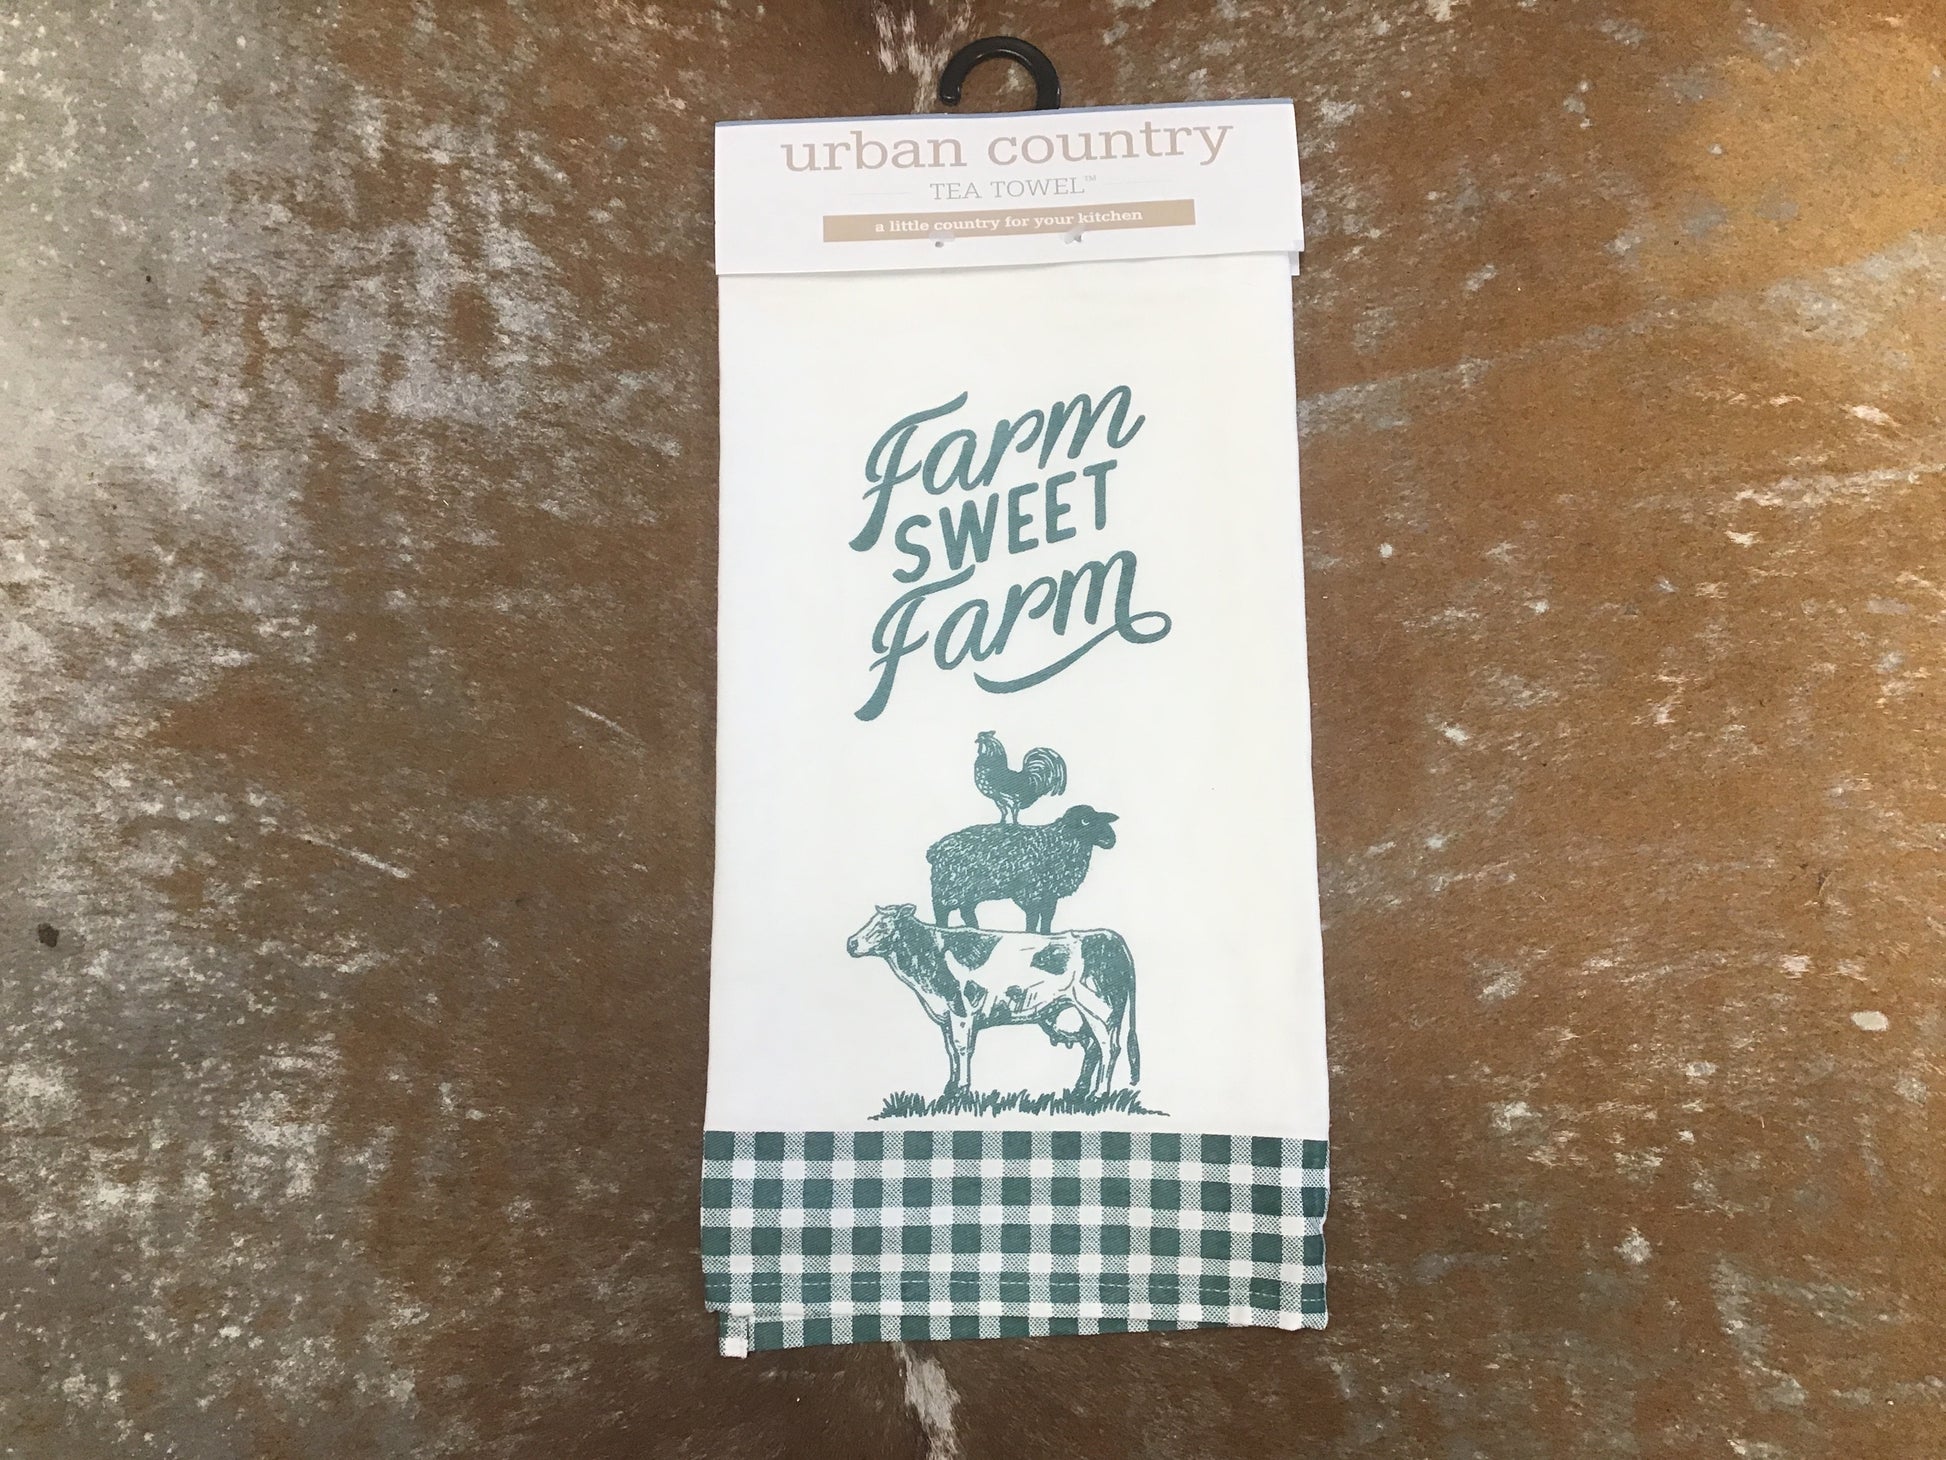 urban country
TEA TOWEL™
a little country for your kitchen
Farm
SWEET
Farm